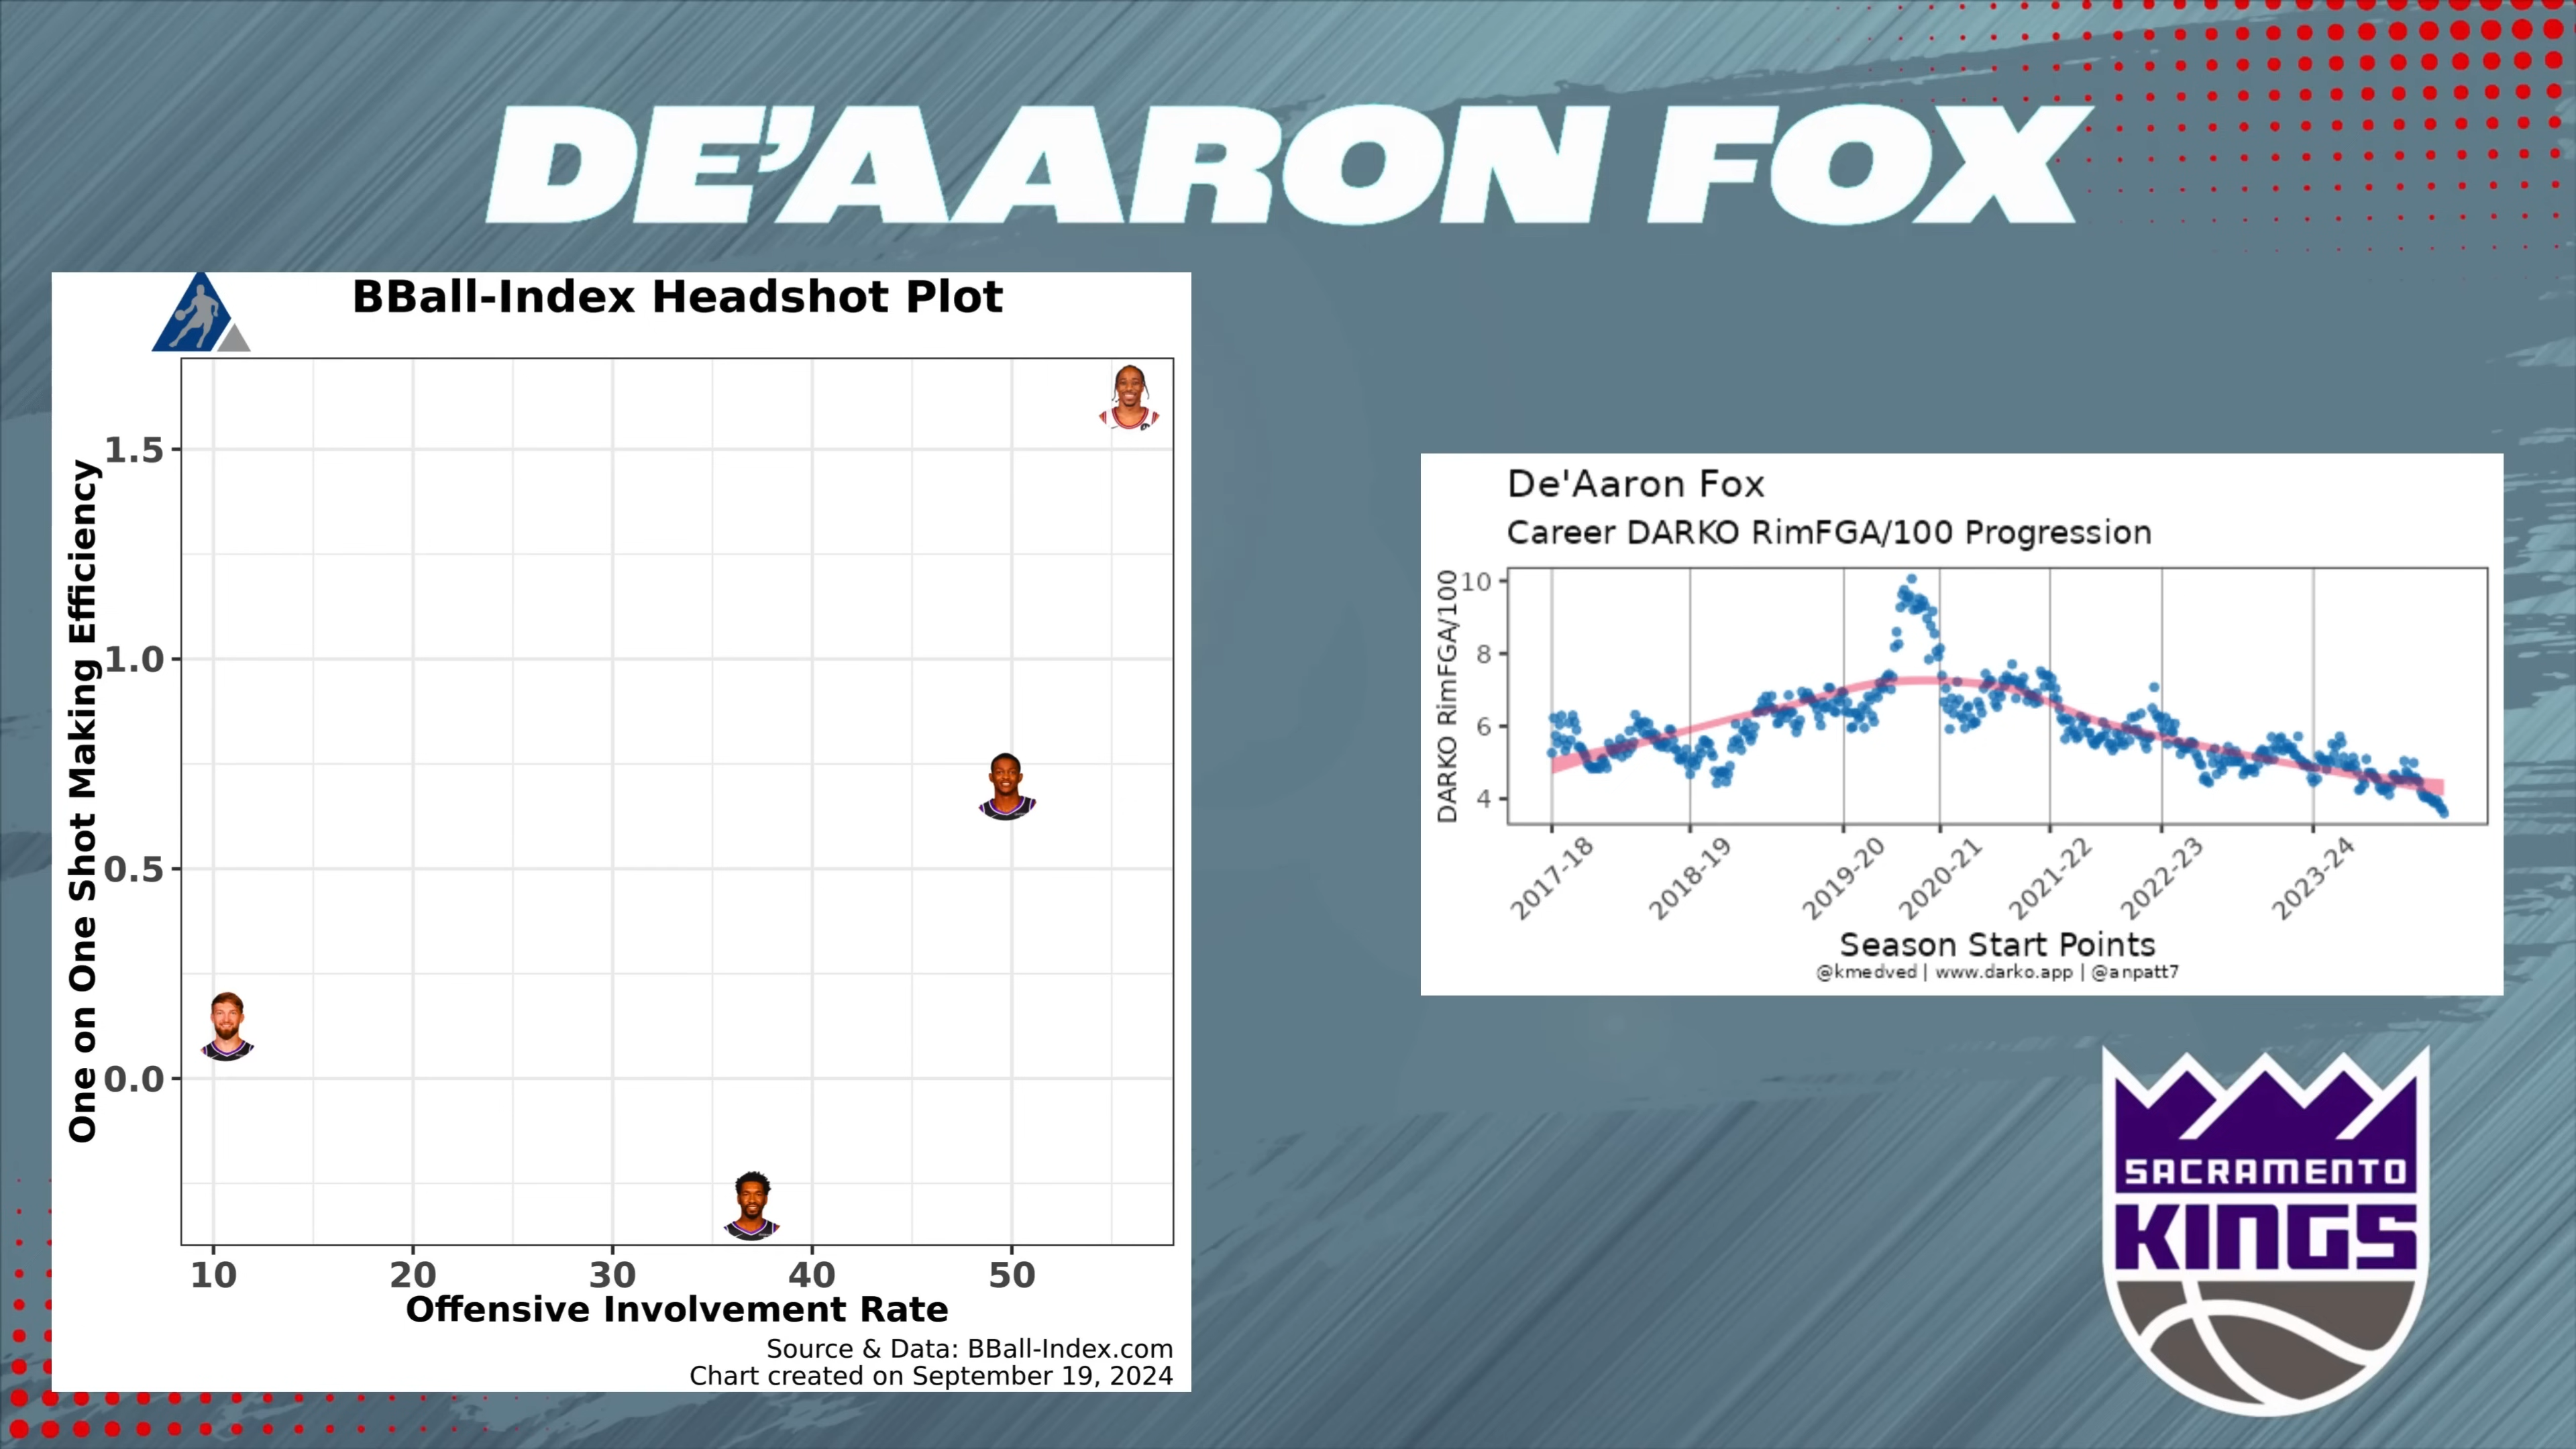 DE'AARON FOX
BBall-Index Headshot Plot
One on One Shot Making Efficiency
1.5
1.0
0.5
0.0
10 20 30 40 50
Offensive Involvement Rate
Source & Data: BBall-Index.com
Chart created on September 19, 2024
De'Aaron Fox
Career DARKO RimFGA/100 Progression
DARKO RimFGA/100
10
8
6
4
2017-18 2018-19 2019-20 2020-21 2021-22 2022-23 2023-24
Season Start Points
@kmedved | www.darko.app | @anpatt7
SACRAMENTO
KINGS